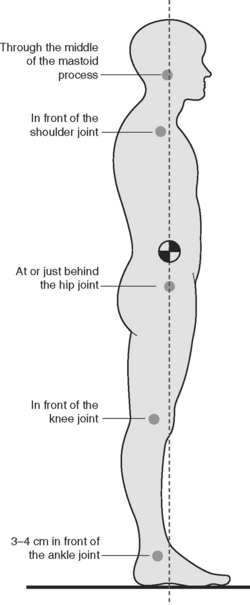 Through the middle
of the mastoid
process
In front of the
shoulder joint
At or just behind
the hip joint
In front of the
knee joint
3–4 cm in front of
the ankle joint